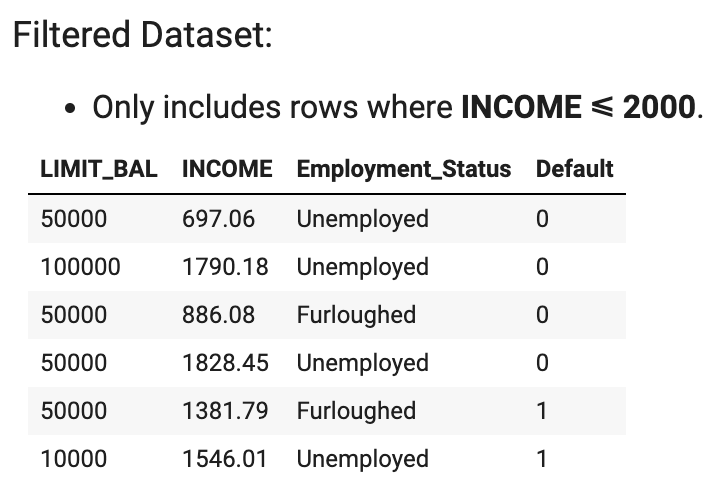 Filtered Dataset:
• Only includes rows where INCOME ⩽ 2000.
LIMIT_BAL INCOME Employment_Status Default
50000 697.06 Unemployed 0
100000 1790.18 Unemployed 0
50000 886.08 Furloughed 0
50000 1828.45 Unemployed 0
50000 1381.79 Furloughed 1
10000 1546.01 Unemployed 1